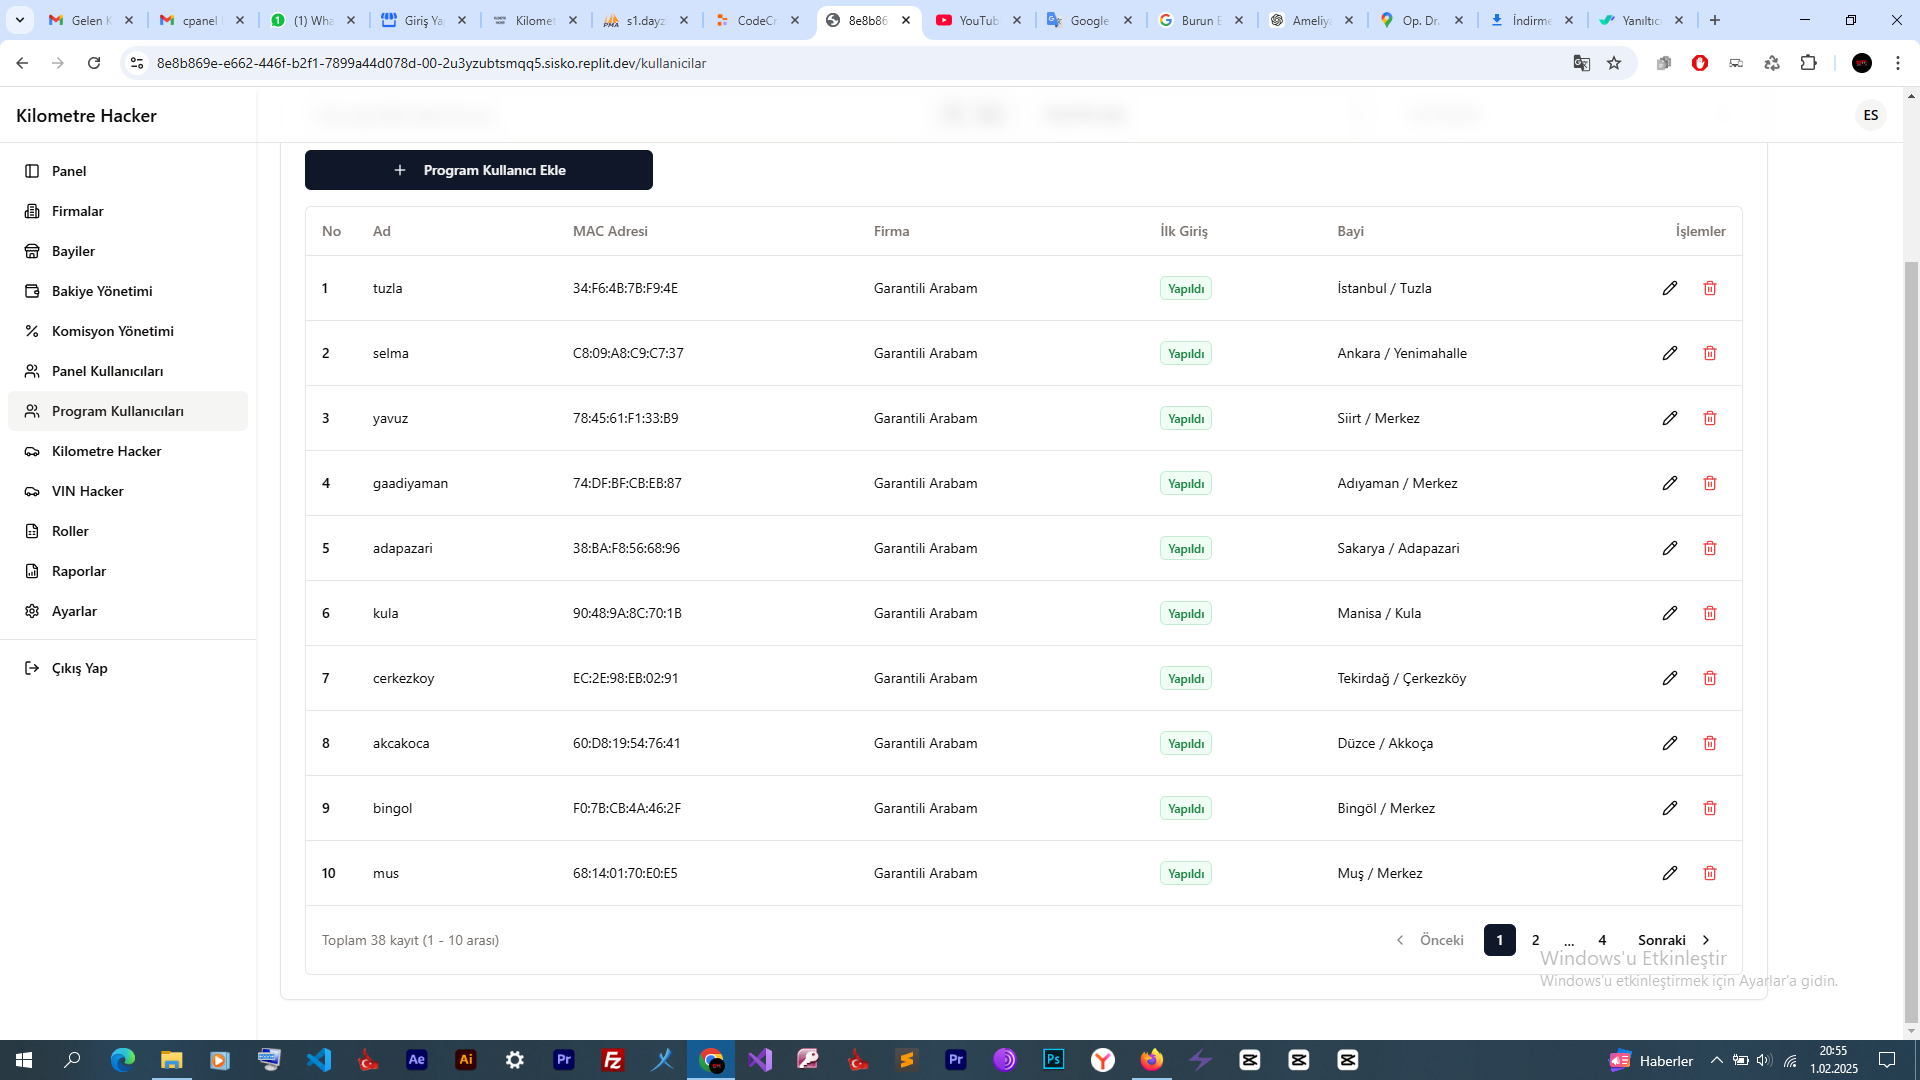 Gelen K
cpanel
(1) Wha
Giriş Ya
Kilomet
s1.dayz
CodeCr
8e8b86
YouTub
Google
Burun E
Ameliya
Op. Dr.
İndirme
Yanıltıc
8e8b869e-e662-446f-b2f1-7899a44d078d-00-2u3yzubtsmqq5.sisko.replit.dev/kullanicilar
Kilometre Hacker
ES
Panel
Firmalar
Bayiler
Bakiye Yönetimi
Komisyon Yönetimi
Panel Kullanıcıları
Program Kullanıcıları
Kilometre Hacker
VIN Hacker
Roller
Raporlar
Ayarlar
Çıkış Yap
+ Program Kullanıcı Ekle
No Ad MAC Adresi Firma İlk Giriş Bayi İşlemler
1 tuzla 34:F6:4B:7B:F9:4E Garantili Arabam Yapıldı İstanbul / Tuzla
2 selma C8:09:A8:C9:C7:37 Garantili Arabam Yapıldı Ankara / Yenimahalle
3 yavuz 78:45:61:F1:33:B9 Garantili Arabam Yapıldı Siirt / Merkez
4 gaadiyaman 74:DF:BF:CB:EB:87 Garantili Arabam Yapıldı Adıyaman / Merkez
5 adapazari 38:BA:F8:56:68:96 Garantili Arabam Yapıldı Sakarya / Adapazari
6 kula 90:48:9A:8C:70:1B Garantili Arabam Yapıldı Manisa / Kula
7 cerkezkoy EC:2E:98:EB:02:91 Garantili Arabam Yapıldı Tekirdağ / Çerkezköy
8 akcakoca 60:D8:19:54:76:41 Garantili Arabam Yapıldı Düzce / Akkoça
9 bingol F0:7B:CB:4A:46:2F Garantili Arabam Yapıldı Bingöl / Merkez
10 mus 68:14:01:70:E0:E5 Garantili Arabam Yapıldı Muş / Merkez
Toplam 38 kayıt (1 - 10 arası)
Önceki 1 2 ... 4 Sonraki
Windows'u Etkinleştir
Windows'u etkinleştirmek için Ayarlar'a gidin.
Haberler
20:55
1.02.2025